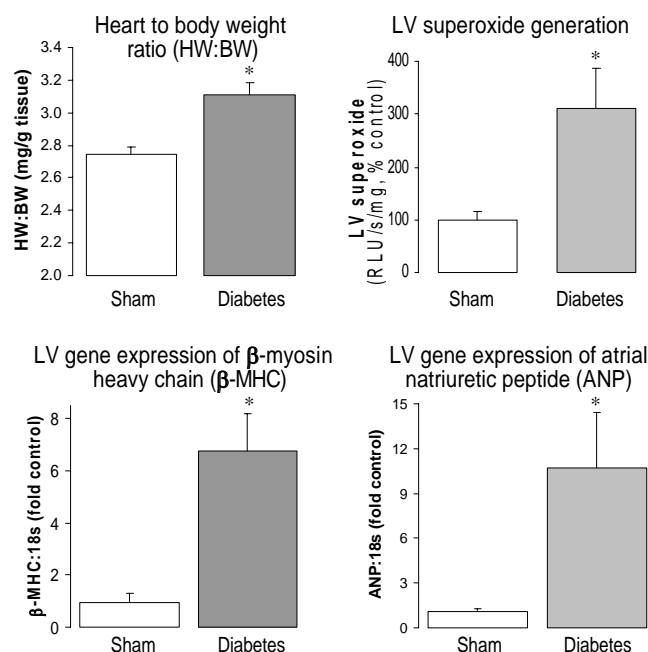 Heart to body weight
ratio (HW:BW)
HW:BW (mg/g tissue)
3.4
3.2
3.0
2.8
2.6
2.4
2.2
2.0
*
Sham
Diabetes
LV superoxide generation
LV superoxide
(RLU/s/mg, % control)
400
300
200
100
0
*
Sham
Diabetes
LV gene expression of β-myosin
heavy chain (β-MHC)
β-MHC:18s (fold control)
8
6
4
2
0
*
Sham
Diabetes
LV gene expression of atrial
natriuretic peptide (ANP)
ANP:18s (fold control)
15
12
9
6
3
0
*
Sham
Diabetes